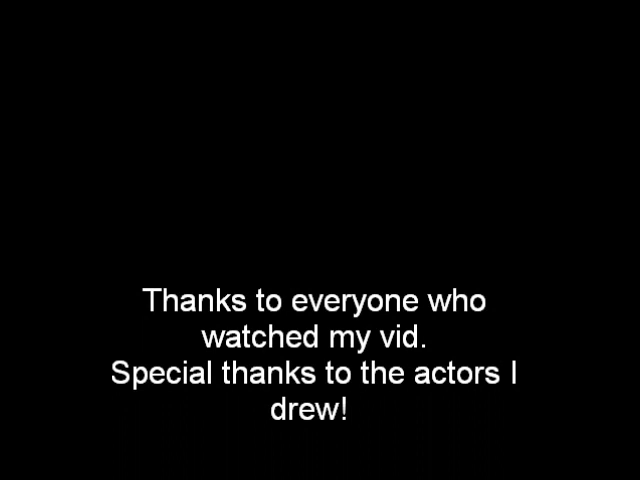 Thanks to everyone who
watched my vid.
Special thanks to the actors I
drew!